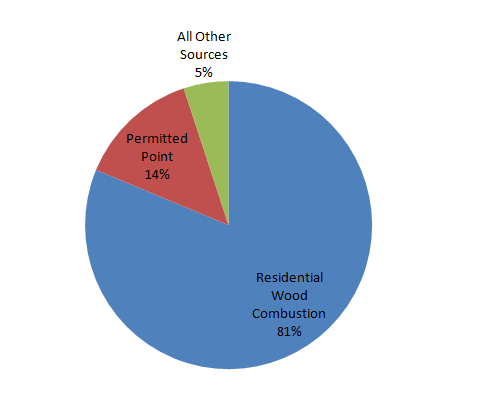 All Other
Sources
5%
Permitted
Point
14%
Residential
Wood
Combustion
81%